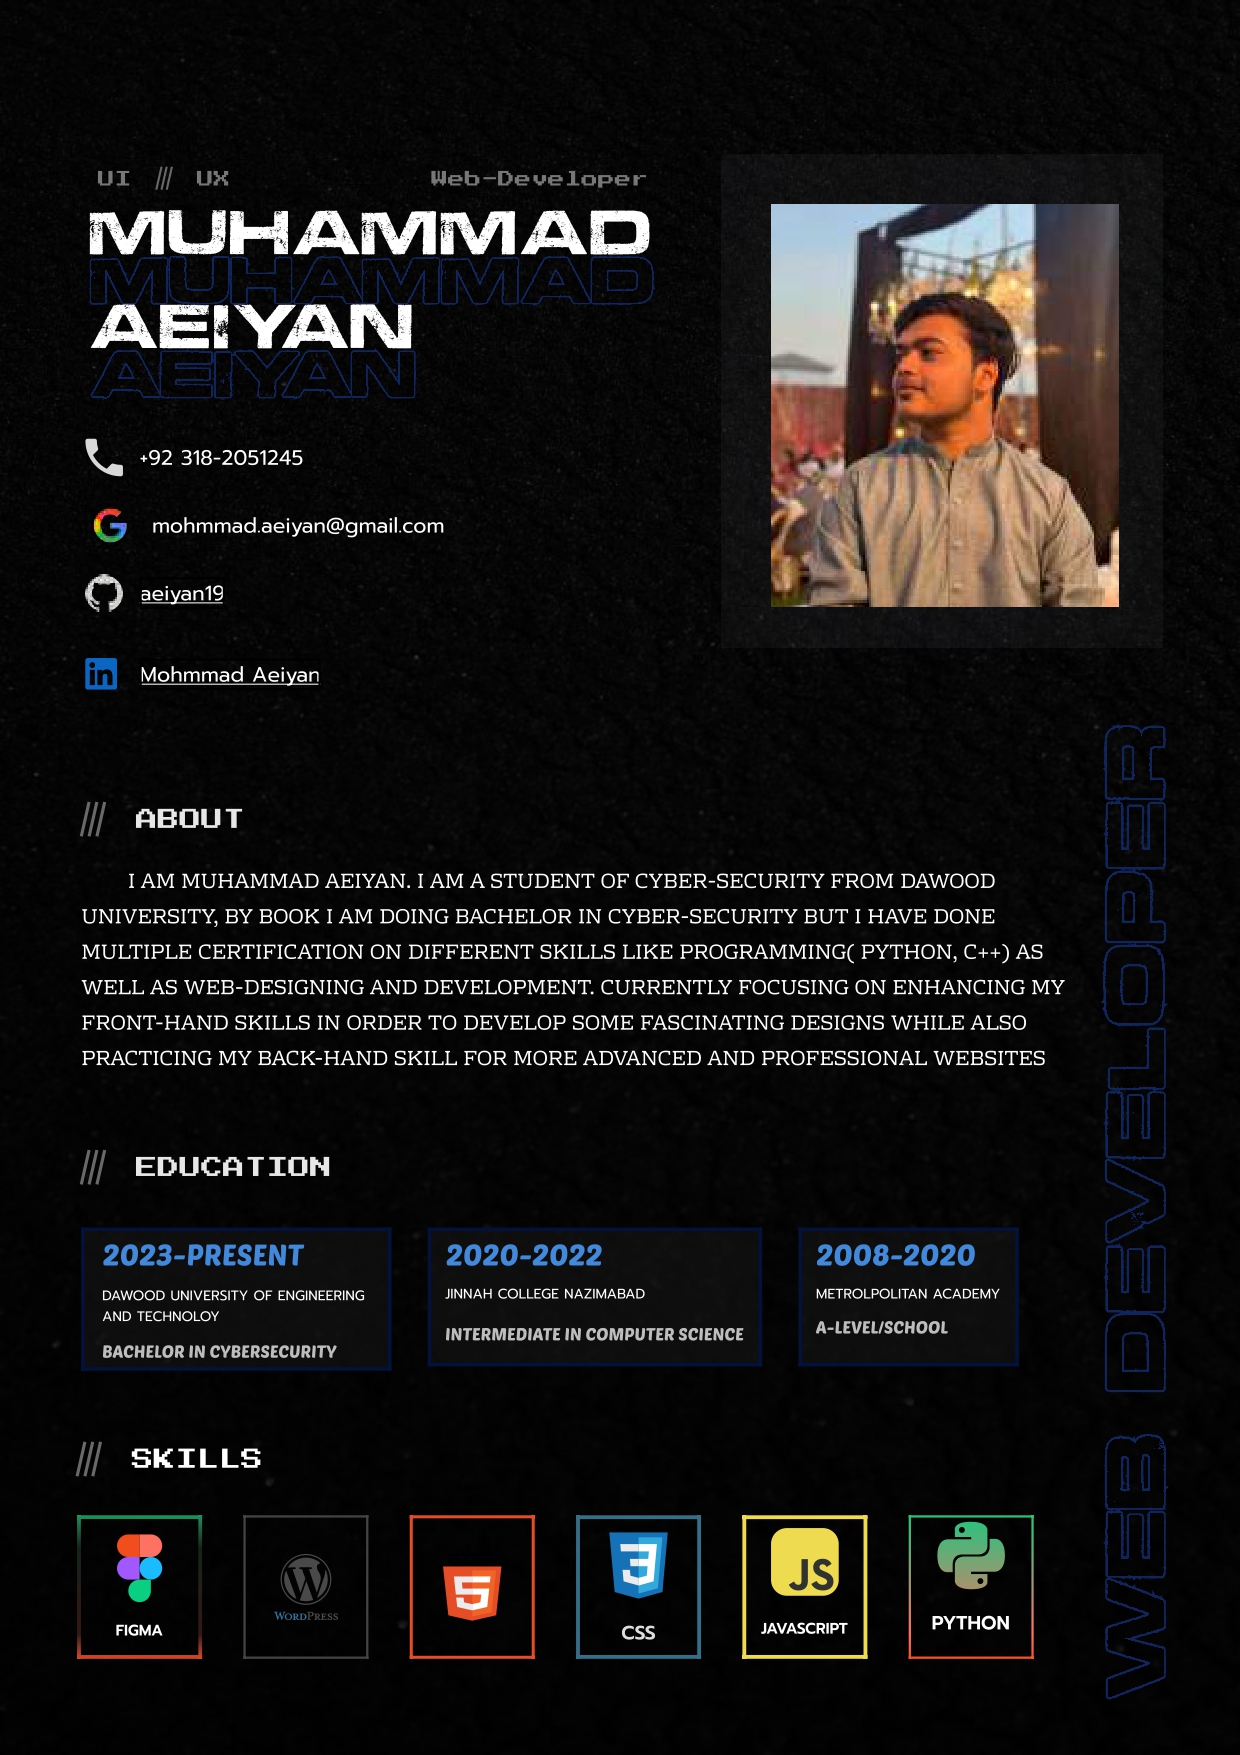 UI /// UX Web-Developer
MUHAMMAD
MUHAMMAD
AEIYAN
AEIYAN
+92 318-2051245
mohmmad.aeiyan@gmail.com
aeiyan19
in Mohmmad Aeiyan
/// ABOUT
I AM MUHAMMAD AEIYAN. I AM A STUDENT OF CYBER-SECURITY FROM DAWOOD
UNIVERSITY, BY BOOK I AM DOING BACHELOR IN CYBER-SECURITY BUT I HAVE DONE
MULTIPLE CERTIFICATION ON DIFFERENT SKILLS LIKE PROGRAMMING( PYTHON, C++) AS
WELL AS WEB-DESIGNING AND DEVELOPMENT. CURRENTLY FOCUSING ON ENHANCING MY
FRONT-HAND SKILLS IN ORDER TO DEVELOP SOME FASCINATING DESIGNS WHILE ALSO
PRACTICING MY BACK-HAND SKILL FOR MORE ADVANCED AND PROFESSIONAL WEBSITES
/// EDUCATION
2023-PRESENT
DAWOOD UNIVERSITY OF ENGINEERING
AND TECHNOLOY
BACHELOR IN CYBERSECURITY
2020-2022
JINNAH COLLEGE NAZIMABAD
INTERMEDIATE IN COMPUTER SCIENCE
2008-2020
METROLPOLITAN ACADEMY
A-LEVEL/SCHOOL
/// SKILLS
FIGMA
WORDPRESS
5
3
CSS
JS
JAVASCRIPT
PYTHON
WEB DEVELOPER